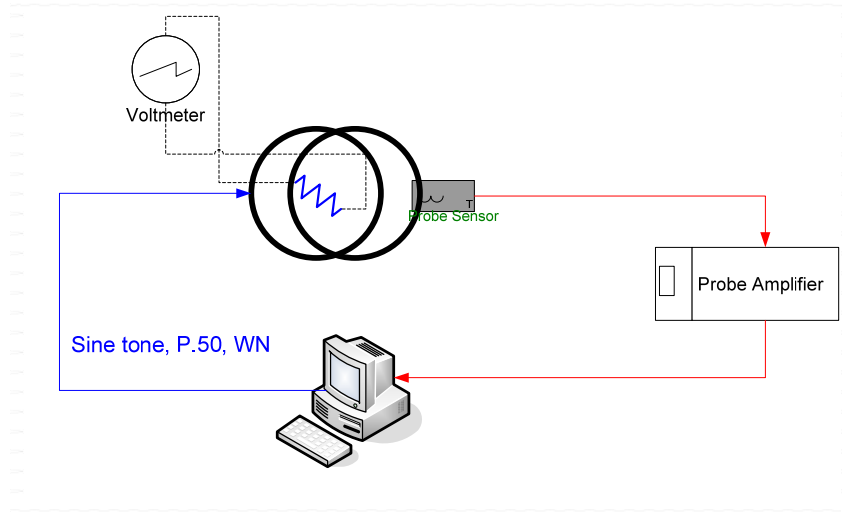 Voltmeter
T
Probe Sensor
Probe Amplifier
Sine tone, P.50, WN